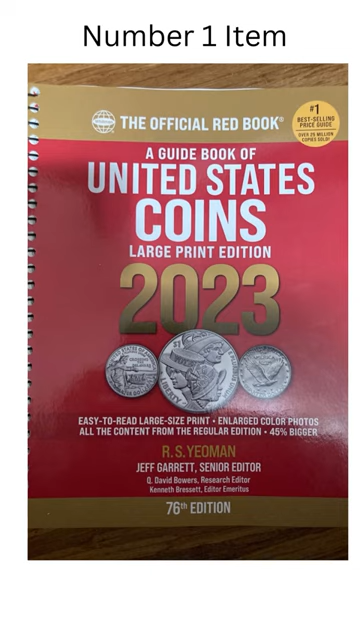 Number 1 Item
THE OFFICIAL RED BOOK®
#1
BEST-SELLING
PRICE GUIDE
OVER 25 MILLION
COPIES SOLD!
A GUIDE BOOK OF
UNITED STATES
COINS
LARGE PRINT EDITION
2023
EASY-TO-READ LARGE-SIZE PRINT • ENLARGED COLOR PHOTOS
ALL THE CONTENT FROM THE REGULAR EDITION • 45% BIGGER
R.S. YEOMAN
JEFF GARRETT, SENIOR EDITOR
Q. David Bowers, Research Editor
Kenneth Bressett, Editor Emeritus
76th EDITION